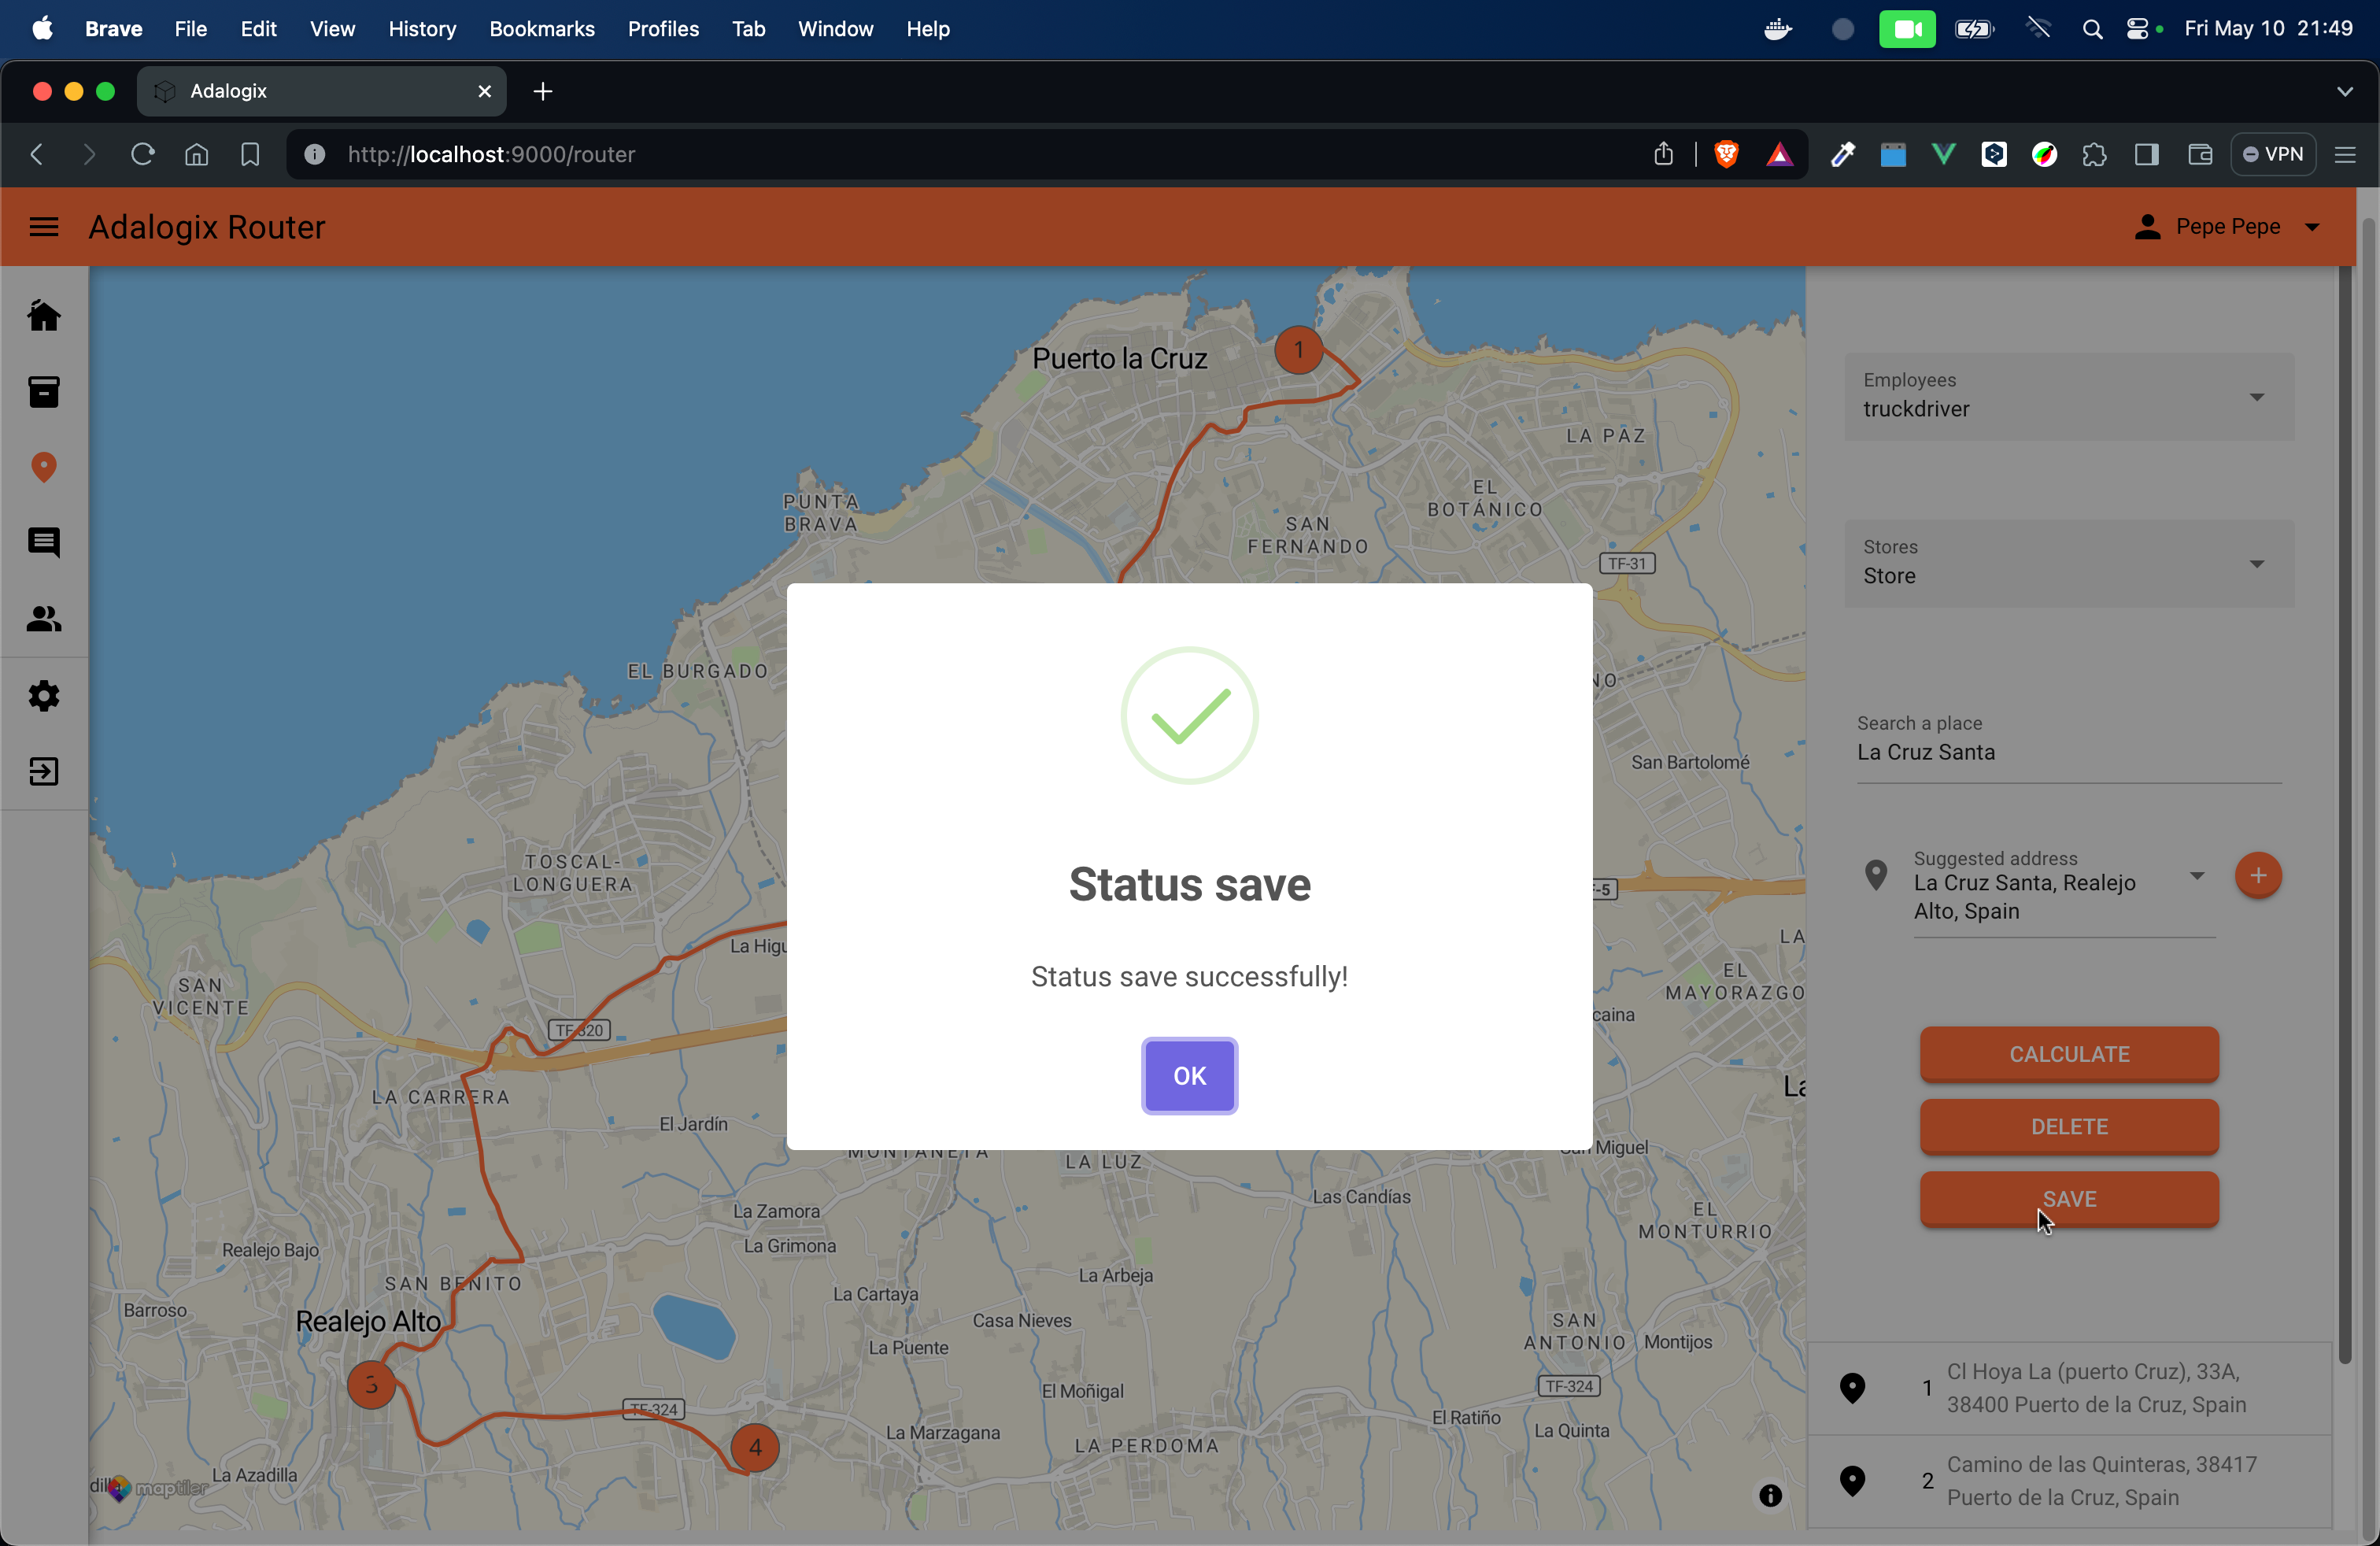 Brave File Edit View History Bookmarks Profiles Tab Window Help Fri May 10 21:49
Adalogix
http://localhost:9000/router VPN
Adalogix Router Pepe Pepe
Puerto la Cruz
1
LA PAZ
PUNTA
BRAVA
EL
BOTÁNICO
SAN
FERNANDO
TF-31
EL BURGADO
NO
San Bartolomé
TOSCAL-
LONGUERA
-5
La Higu
LA
SAN
VICENTE
EL
MAYORAZGO
caina
TF-320
LA CARRERA
La
El Jardín
MONTAÑETA
LA LUZ
San Miguel
Las Candías
La Zamora
EL
MONTURRIO
La Grimona
Realejo Bajo
SAN BENITO
La Arbeja
La Cartaya
Barroso
Realejo Alto
Casa Nieves
SAN
ANTONIO
Montijos
La Puente
3
El Moñigal
TF-324
TF-324
El Ratiño
La Quinta
La Marzagana
4
LA PERDOMA
La Azadilla
maptiler
Status save
Status save successfully!
OK
Employees
truckdriver
Stores
Store
Search a place
La Cruz Santa
Suggested address
La Cruz Santa, Realejo
Alto, Spain
CALCULATE
DELETE
SAVE
1 Cl Hoya La (puerto Cruz), 33A,
38400 Puerto de la Cruz, Spain
2 Camino de las Quinteras, 38417
Puerto de la Cruz, Spain